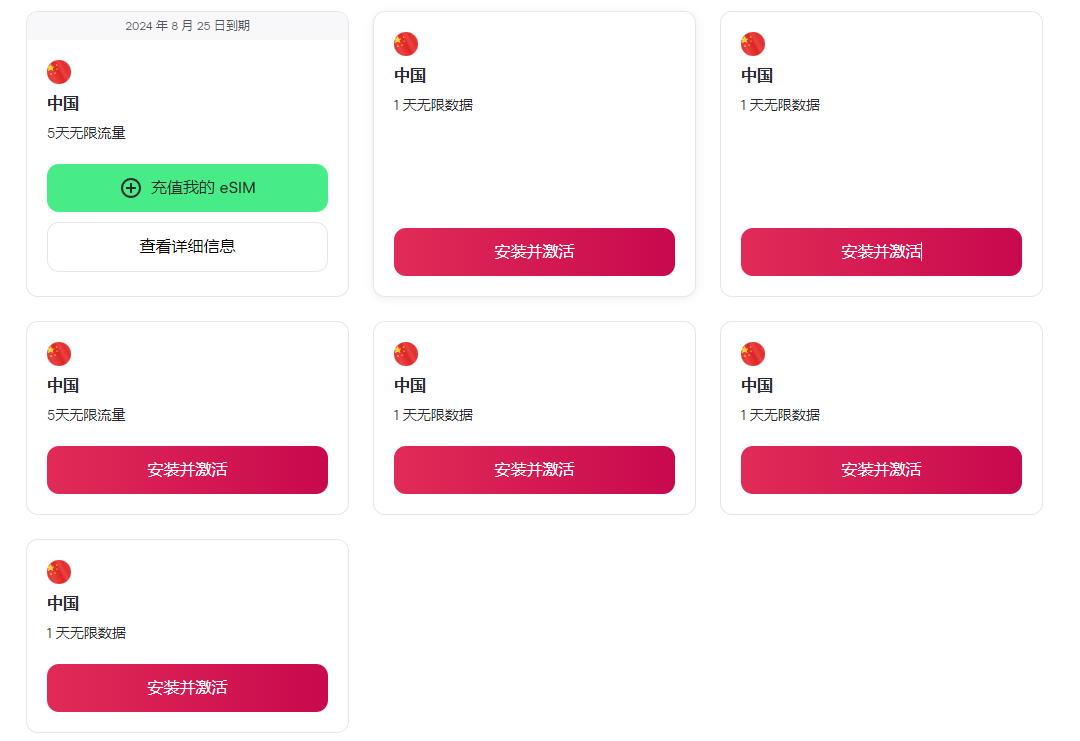 2024 年 8 月 25 日到期
中国
5天无限流量
充值我的 eSIM
查看详细信息
中国
1 天无限数据
安装并激活
中国
1 天无限数据
安装并激活
中国
5天无限流量
安装并激活
中国
1 天无限数据
安装并激活
中国
1 天无限数据
安装并激活
中国
1 天无限数据
安装并激活